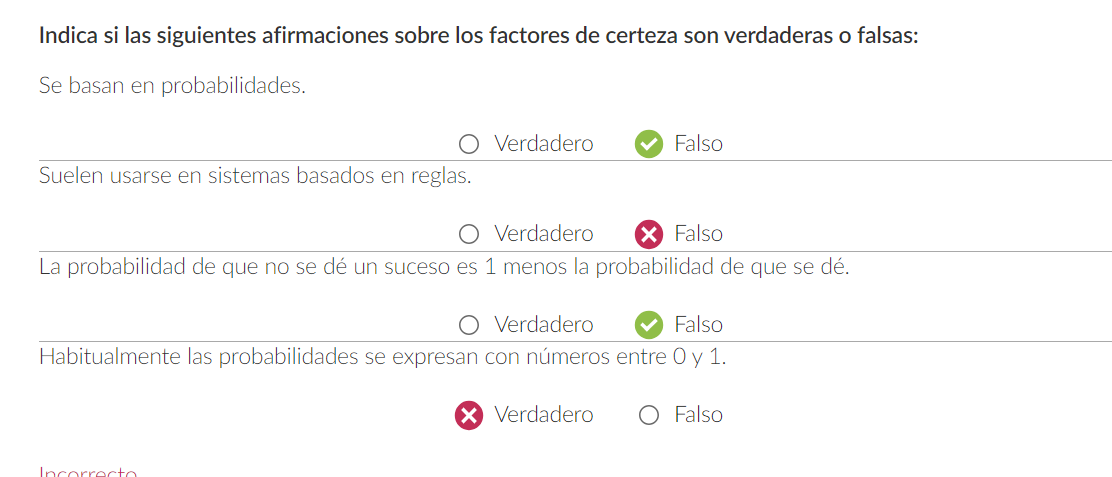 Indica si las siguientes afirmaciones sobre los factores de certeza son verdaderas o falsas:
Se basan en probabilidades.
Verdadero Falso
Suelen usarse en sistemas basados en reglas.
Verdadero Falso
La probabilidad de que no se dé un suceso es 1 menos la probabilidad de que se dé.
Verdadero Falso
Habitualmente las probabilidades se expresan con números entre 0 y 1.
Verdadero Falso
Incorrecto